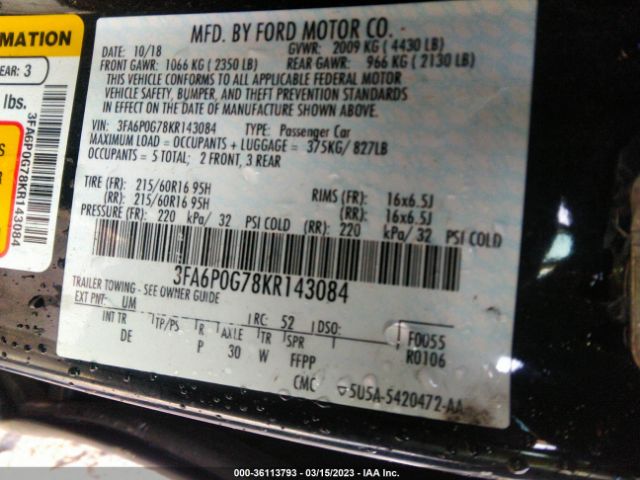 MFD. BY FORD MOTOR CO.
DATE: 10/18 GVWR: 2009 KG (4430 LB)
FRONT GAWR: 1066 KG (2350 LB) REAR GAWR: 966 KG (2130 LB)
THIS VEHICLE CONFORMS TO ALL APPLICABLE FEDERAL MOTOR
VEHICLE SAFETY, BUMPER, AND THEFT PREVENTION STANDARDS
IN EFFECT ON THE DATE OF MANUFACTURE SHOWN ABOVE.
VIN: 3FA6P0G78KR143084 TYPE: Passenger Car
MAXIMUM LOAD = OCCUPANTS + LUGGAGE = 375KG/ 827LB
OCCUPANTS = 5 TOTAL; 2 FRONT, 3 REAR
TIRE (FR): 215/60R16 95H RIMS (FR): 16x6.5J
(RR): 215/60R16 95H (RR): 16x6.5J
PRESSURE (FR): 220 kPa/ 32 PSI COLD (RR): 220 kPa/ 32 PSI COLD
3FA6P0G78KR143084
TRAILER TOWING - SEE OWNER GUIDE
EXT PNT: UM RC: 52 DSO:
INT TR TP/PS R AXLE TR SPR F0055
DE P 30 W FFPP R0106
CMC 5U5A-5420472-AA
RMATION
EAR: 3
lbs.
3FA6P0G78KR143084
S
G
000-36113793 — 03/15/2023 — IAA Inc.